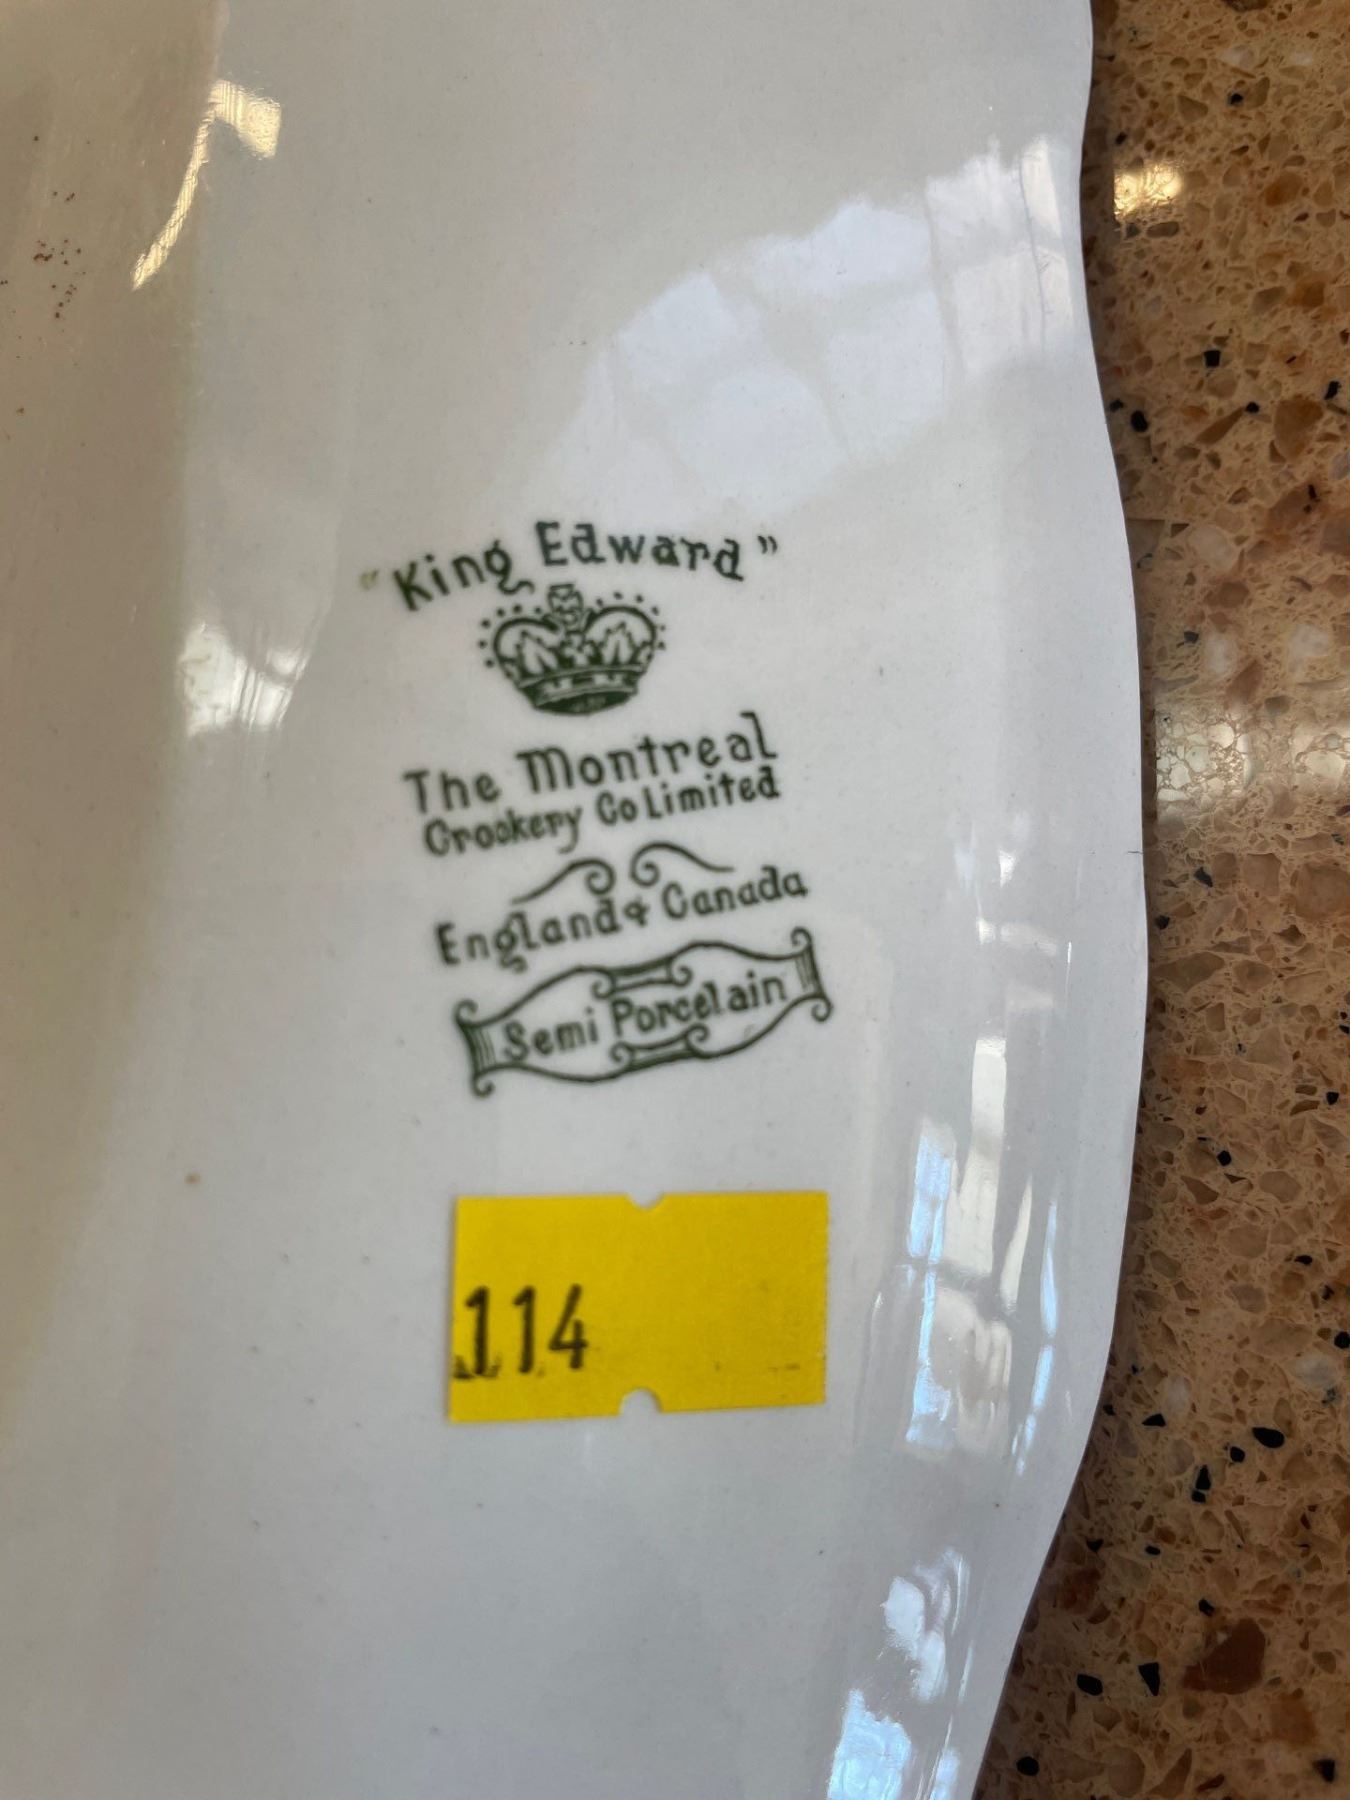 "King Edward"
The Montreal
Crockery Co Limited
England & Canada
Semi Porcelain
114